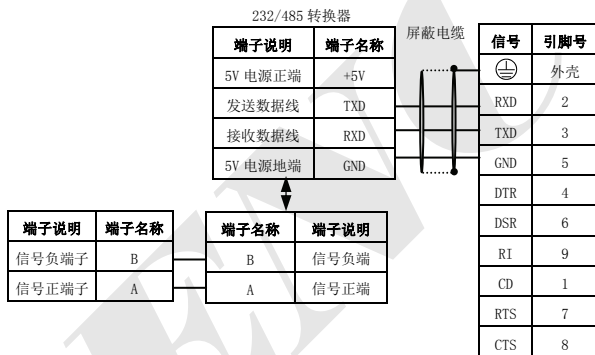 232/485 转换器
端子说明 端子名称
5V 电源正端 +5V
发送数据线 TXD
接收数据线 RXD
5V 电源地端 GND
屏蔽电缆
信号 引脚号
外壳
RXD 2
TXD 3
GND 5
DTR 4
DSR 6
RI 9
CD 1
RTS 7
CTS 8
端子说明 端子名称
信号负端子 B
信号正端子 A
端子名称 端子说明
B 信号负端
A 信号正端